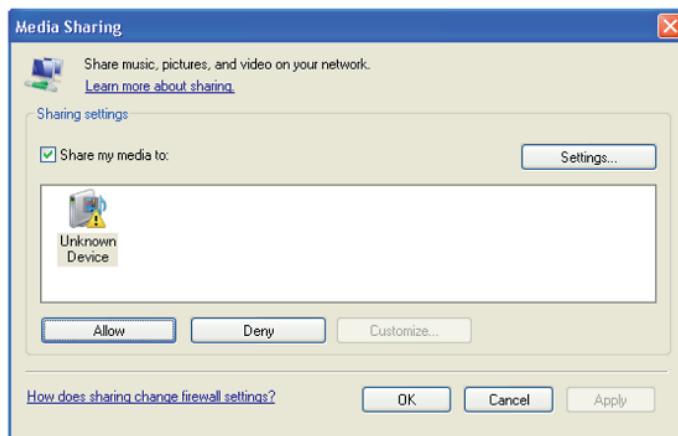 Media Sharing
Share music, pictures, and video on your network.
Learn more about sharing.
Sharing settings
Share my media to:
Settings...
Unknown
Device
Allow
Deny
Customize...
How does sharing change firewall settings?
OK
Cancel
Apply